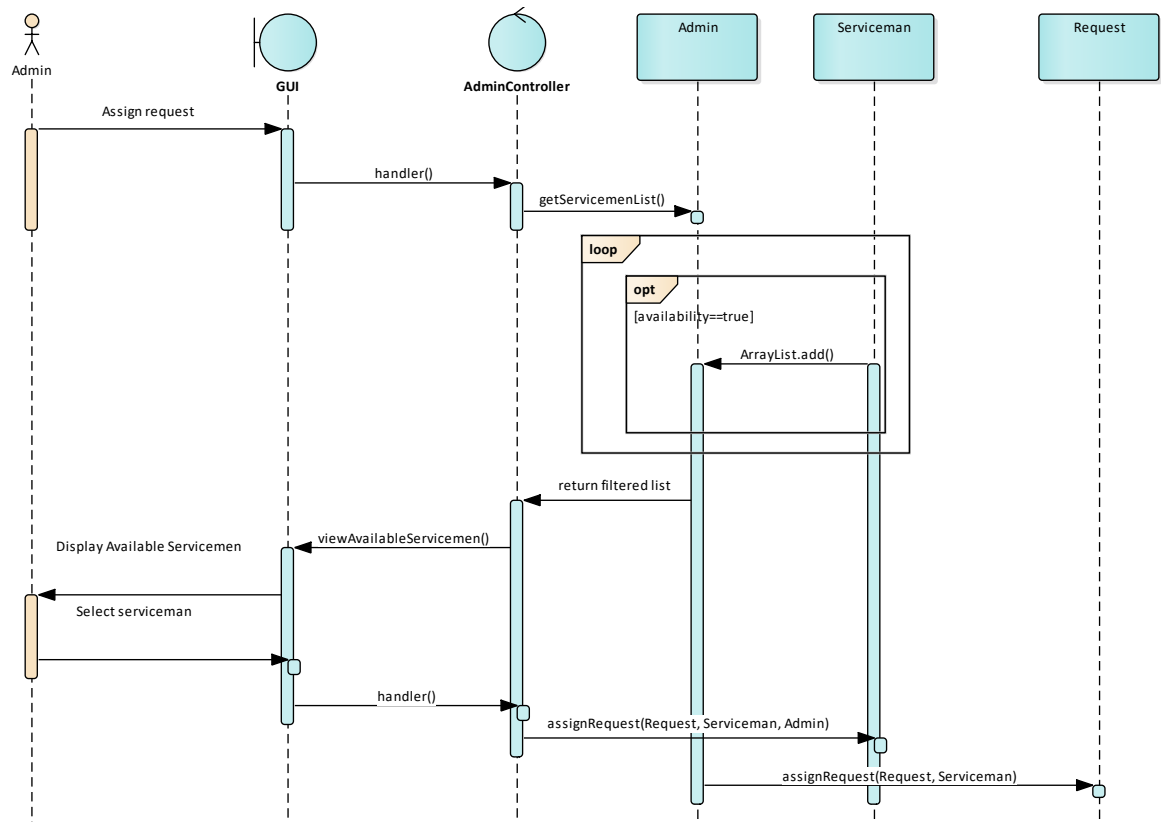 Admin
GUI
AdminController
Admin
Serviceman
Request
Assign request
handler()
getServicemenList()
loop
opt
[availability==true]
ArrayList.add()
return filtered list
viewAvailableServicemen()
Display Available Servicemen
Select serviceman
handler()
assignRequest(Request, Serviceman, Admin)
assignRequest(Request, Serviceman)